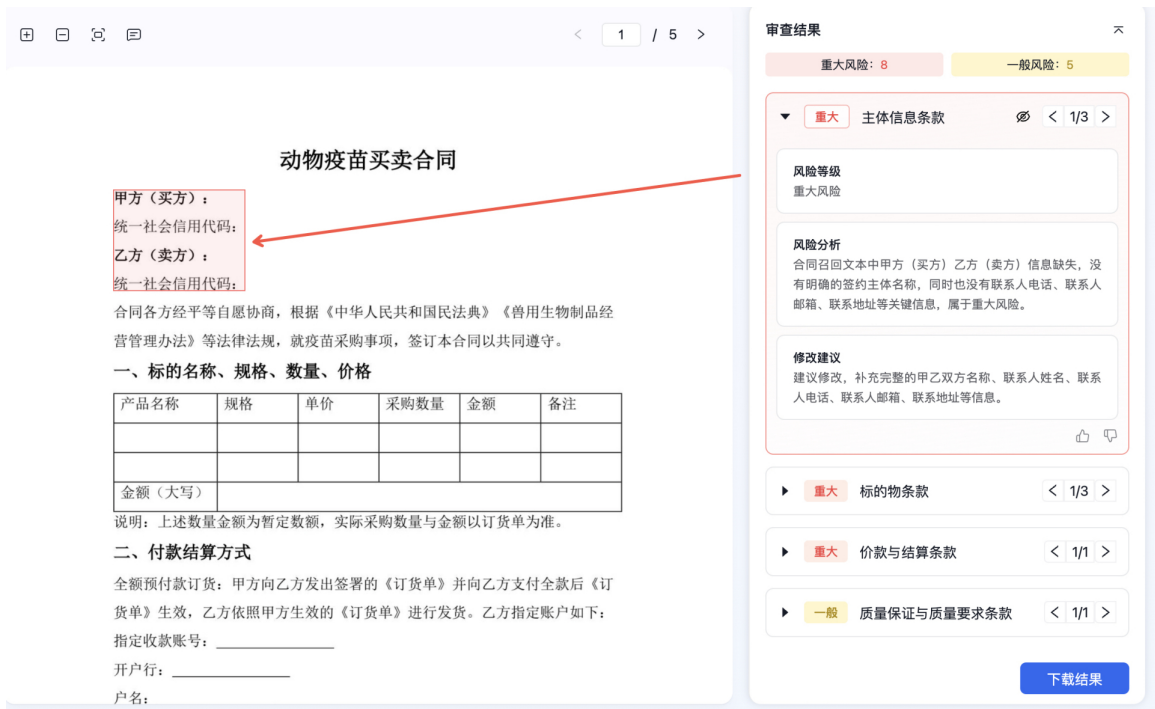 1 / 5
动物疫苗买卖合同
甲方（买方）：
统一社会信用代码：
乙方（卖方）：
统一社会信用代码：
合同各方经平等自愿协商，根据《中华人民共和国民法典》《兽用生物制品经
营管理办法》等法律法规，就疫苗采购事项，签订本合同以共同遵守。
一、标的名称、规格、数量、价格
产品名称 规格 单价 采购数量 金额 备注
金额（大写）
说明：上述数量金额为暂定数额，实际采购数量与金额以订货单为准。
二、付款结算方式
全额预付款订货：甲方向乙方发出签署的《订货单》并向乙方支付全款后《订
货单》生效，乙方依照甲方生效的《订货单》进行发货。乙方指定账户如下：
指定收款账号：
开户行：
户名：
审查结果
重大风险：8 一般风险：5
重大 主体信息条款 1/3
风险等级
重大风险
风险分析
合同召回文本中甲方（买方）乙方（卖方）信息缺失，没
有明确的签约主体名称，同时也没有联系人电话、联系人
邮箱、联系地址等关键信息，属于重大风险。
修改建议
建议修改，补充完整的甲乙双方名称、联系人姓名、联系
人电话、联系人邮箱、联系地址等信息。
重大 标的物条款 1/3
重大 价款与结算条款 1/1
一般 质量保证与质量要求条款 1/1
下载结果